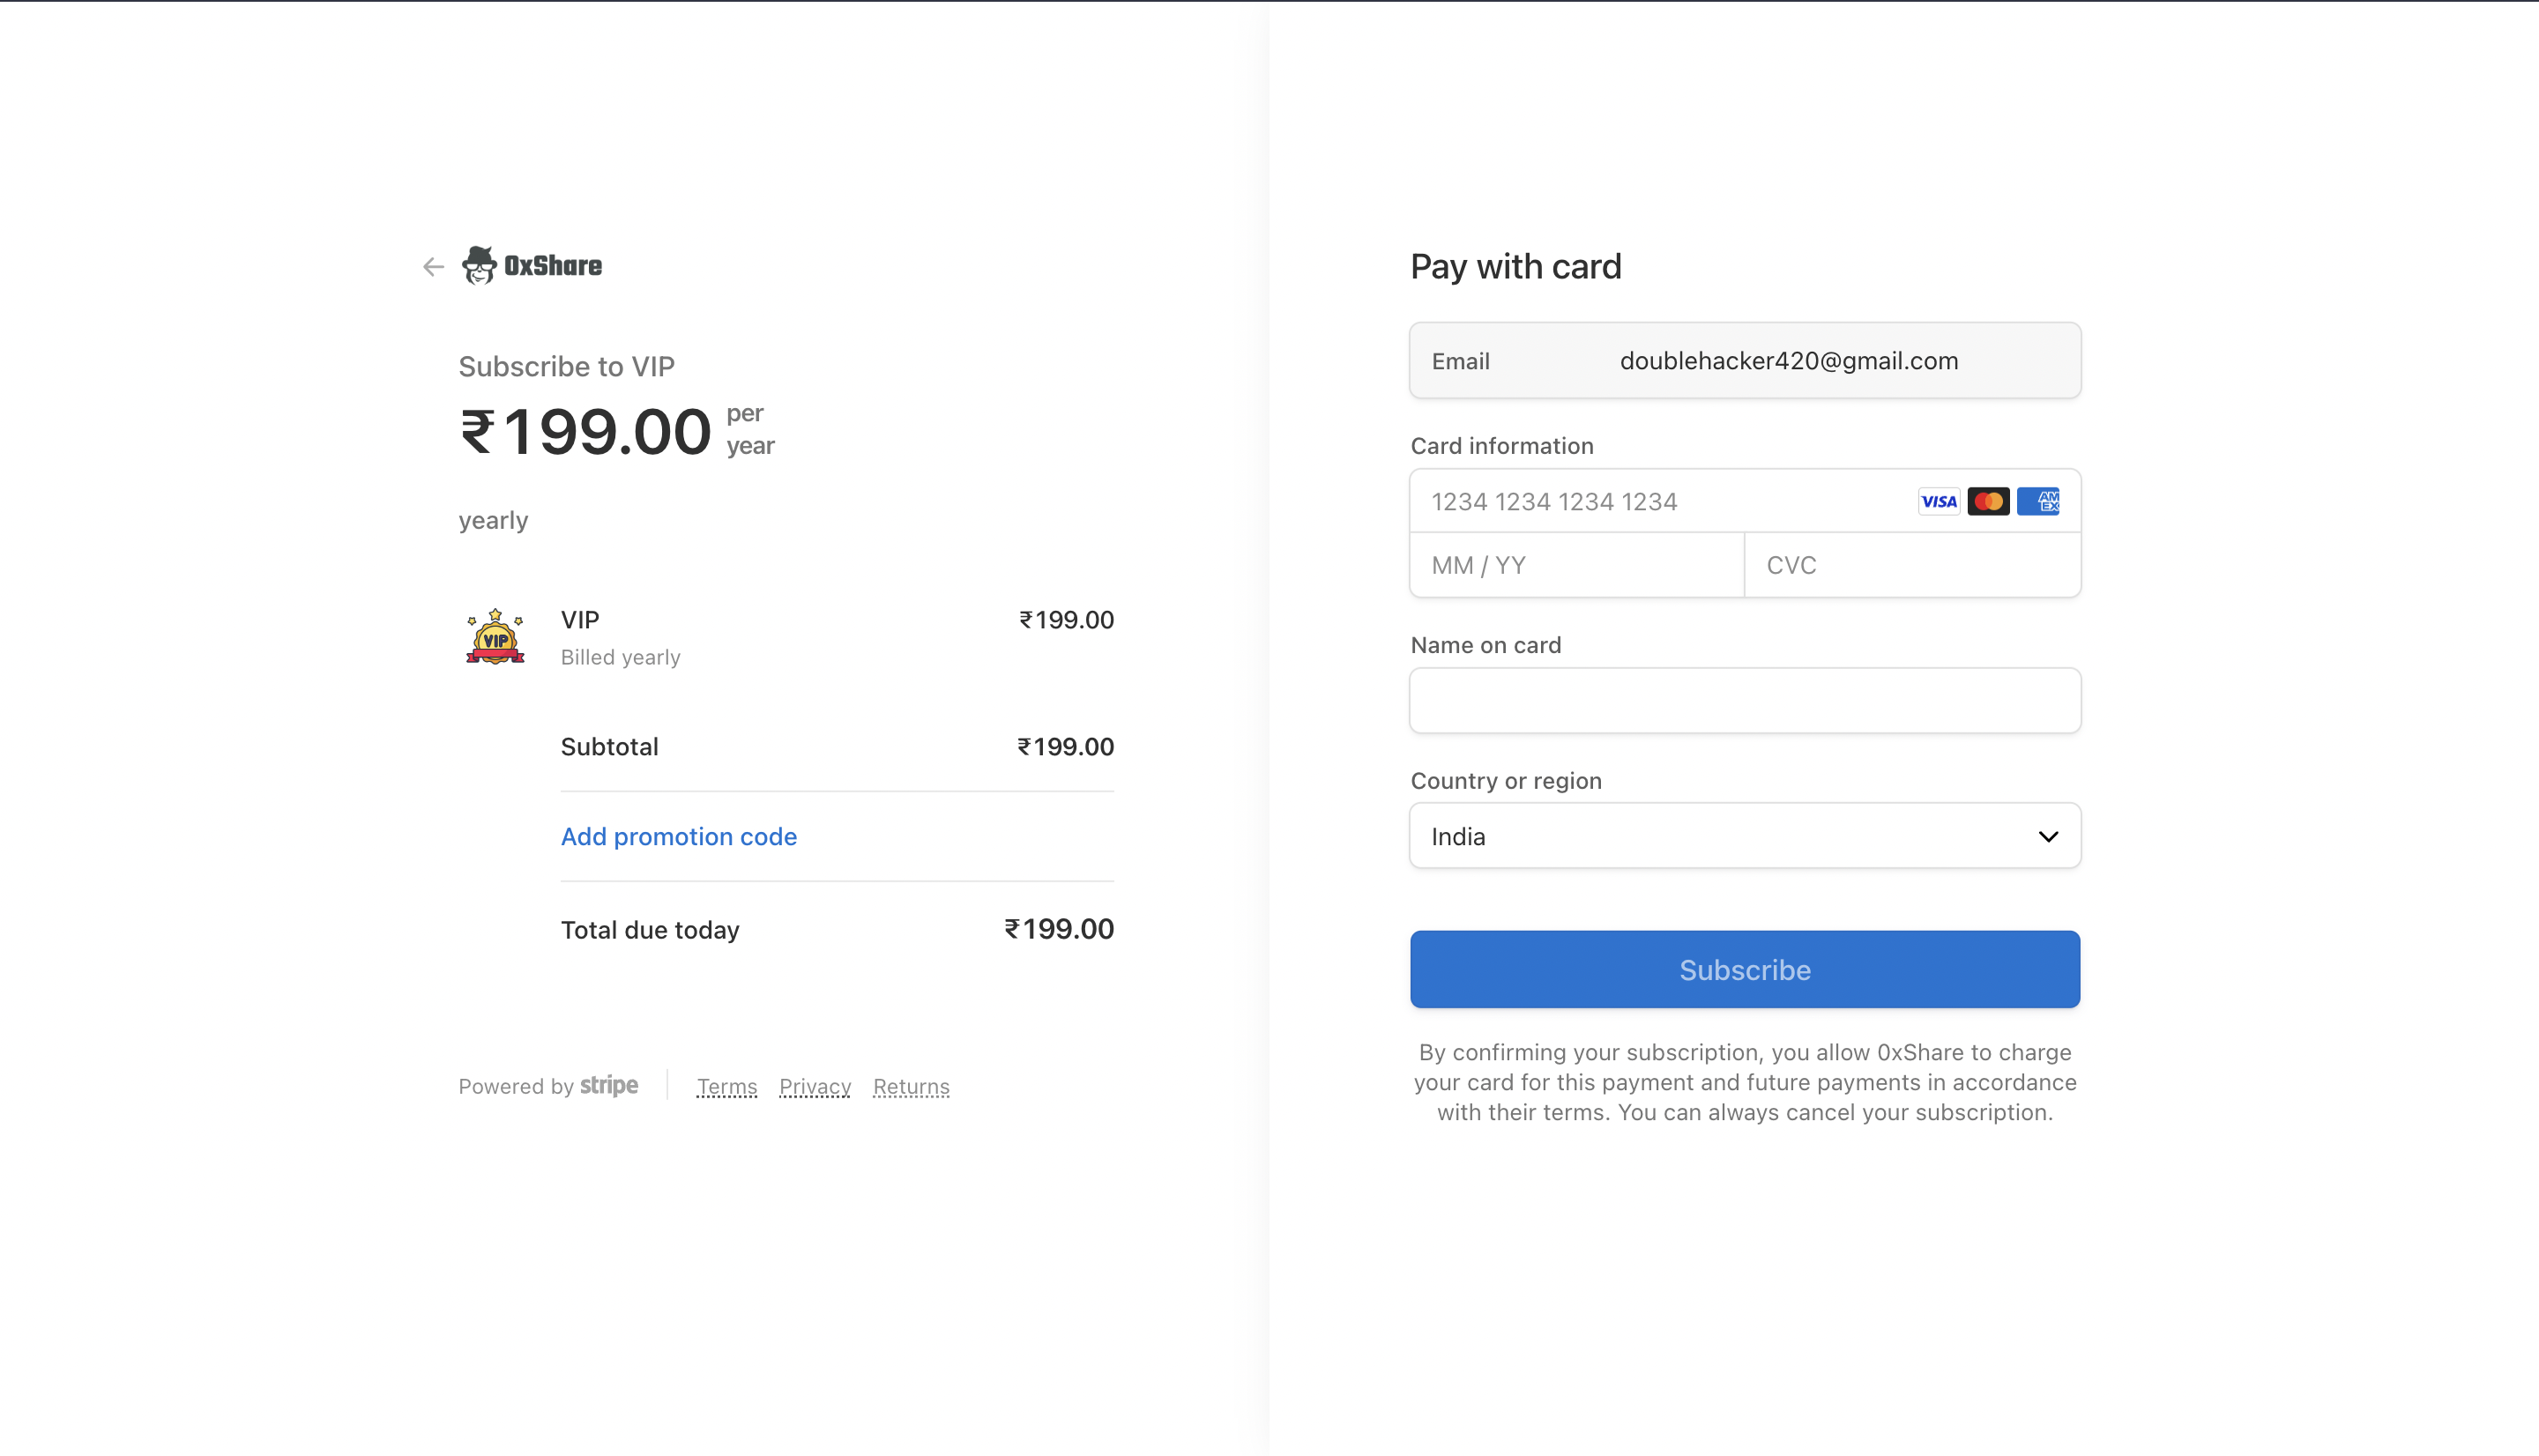 0xShare
Subscribe to VIP
₹199.00 per
year
yearly
VIP
VIP ₹199.00
Billed yearly
Subtotal ₹199.00
Add promotion code
Total due today ₹199.00
Powered by stripe Terms Privacy Returns
Pay with card
Email doublehacker420@gmail.com
Card information
1234 1234 1234 1234 VISA AM
EX
MM / YY CVC
Name on card
Country or region
India
Subscribe
By confirming your subscription, you allow 0xShare to charge
your card for this payment and future payments in accordance
with their terms. You can always cancel your subscription.